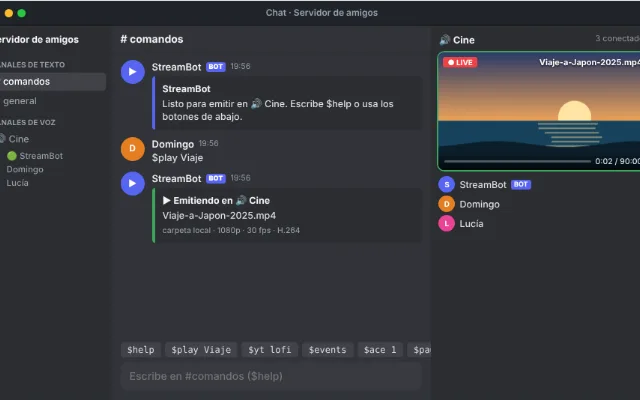 Chat · Servidor de amigos
ervidor de amigos
ANALES DE TEXTO
comandos
general
ANALES DE VOZ
Cine
StreamBot
Domingo
Lucía
# comandos
StreamBot BOT 19:56
StreamBot
Listo para emitir en 🔊 Cine. Escribe $help o usa los
botones de abajo.
D Domingo 19:56
$play Viaje
StreamBot BOT 19:56
▶ Emitiendo en 🔊 Cine
Viaje-a-Japon-2025.mp4
carpeta local · 1080p · 30 fps · H.264
$help $play Viaje $yt lofi $events $ace 1 $pa
Escribe en #comandos ($help)
🔊 Cine 3 conectado
LIVE Viaje-a-Japon-2025.mp4
0:02 / 90:00
S StreamBot BOT
D Domingo
L Lucía